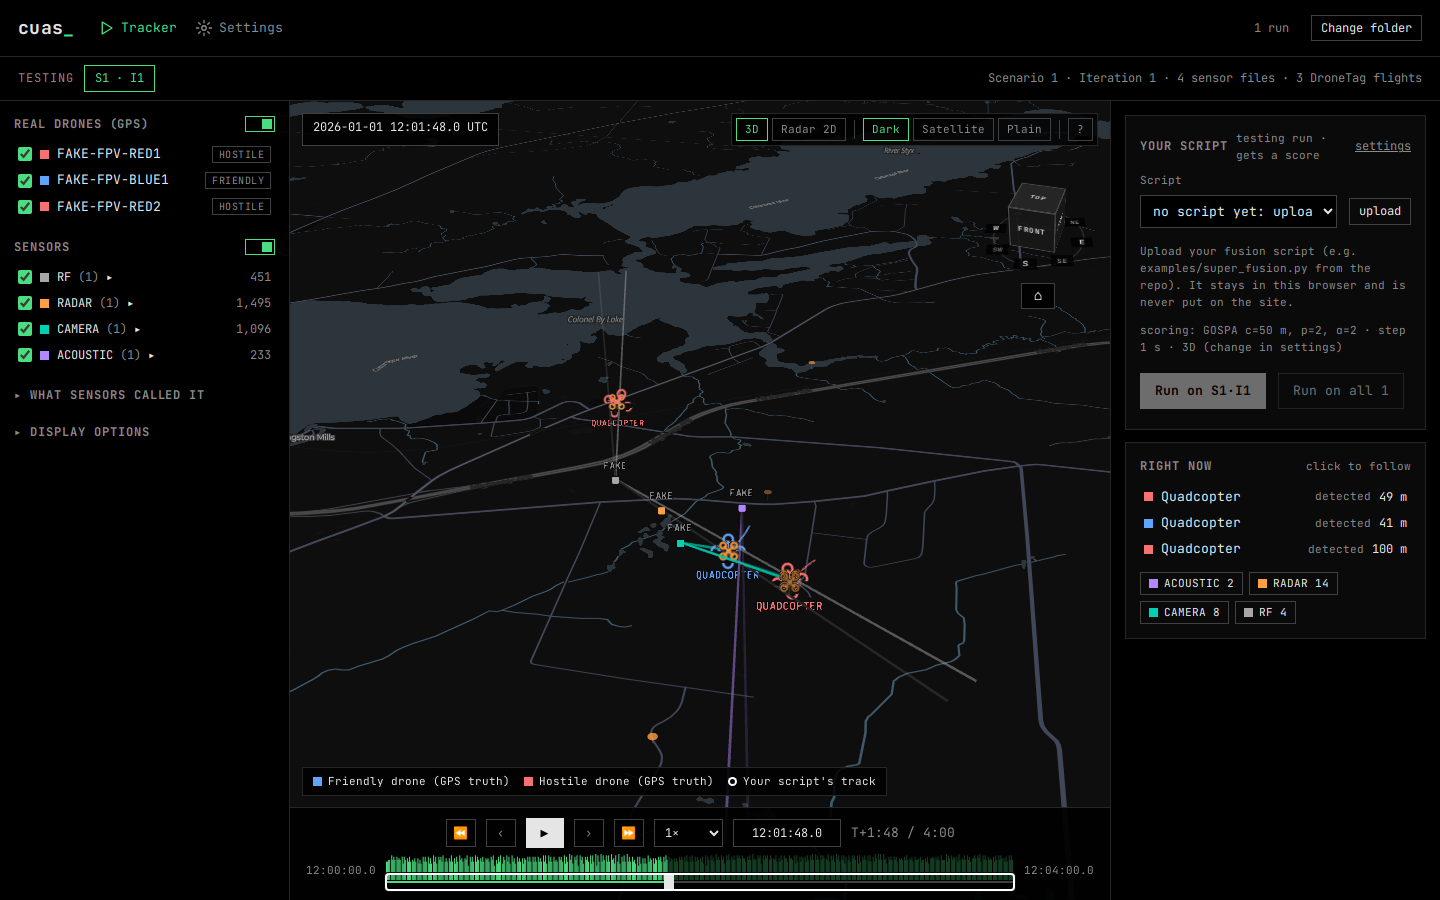 cuas_
Tracker
Settings
1 run
Change folder
TESTING
S1 · I1
Scenario 1 · Iteration 1 · 4 sensor files · 3 DroneTag flights
REAL DRONES (GPS)
FAKE-FPV-RED1
HOSTILE
FAKE-FPV-BLUE1
FRIENDLY
FAKE-FPV-RED2
HOSTILE
SENSORS
RF (1) ▸
451
RADAR (1) ▸
1,495
CAMERA (1) ▸
1,096
ACOUSTIC (1) ▸
233
▸ WHAT SENSORS CALLED IT
▸ DISPLAY OPTIONS
2026-01-01 12:01:48.0 UTC
3D
Radar 2D
Dark
Satellite
Plain
?
River Styx
TOP
FRONT
W
SW
S
SE
E
Colonel By Lake
gston Mills
QUADCOPTER
FAKE
FAKE
FAKE
FAKE
QUADCOPTER
QUADCOPTER
Friendly drone (GPS truth)
Hostile drone (GPS truth)
Your script's track
1×
12:01:48.0
T+1:48 / 4:00
12:00:00.0
12:04:00.0
YOUR SCRIPT
testing run ·
gets a score
settings
Script
no script yet: uploa
upload
Upload your fusion script (e.g.
examples/super_fusion.py from the
repo). It stays in this browser and is
never put on the site.
scoring: GOSPA c=50 m, p=2, α=2 · step
1 s · 3D (change in settings)
Run on S1·I1
Run on all 1
RIGHT NOW
click to follow
Quadcopter
detected 49 m
Quadcopter
detected 41 m
Quadcopter
detected 100 m
ACOUSTIC 2
RADAR 14
CAMERA 8
RF 4